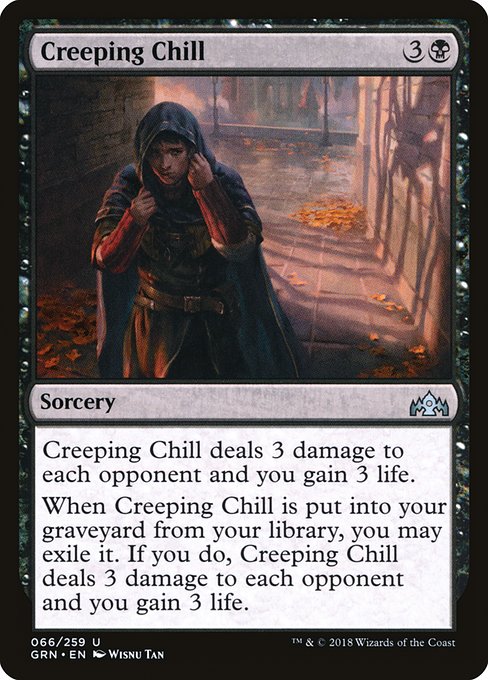 Creeping Chill 3
Sorcery
Creeping Chill deals 3 damage to
each opponent and you gain 3 life.
When Creeping Chill is put into your
graveyard from your library, you may
exile it. If you do, Creeping Chill
deals 3 damage to each opponent
and you gain 3 life.
066/259 U
GRN • EN Wisnu Tan
™ & © 2018 Wizards of the Coast